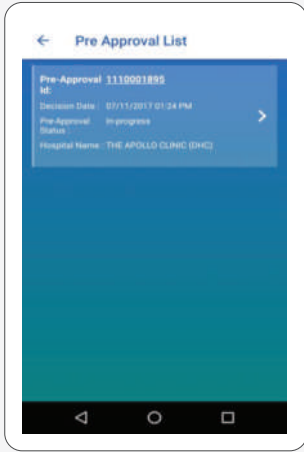 Pre Approval List
Pre-Approval Id: 1110001895
Decision Date : 07/11/2017 01:24 PM
Pre-Approval Status : In-progress
Hospital Name : THE APOLLO CLINIC (DHC)